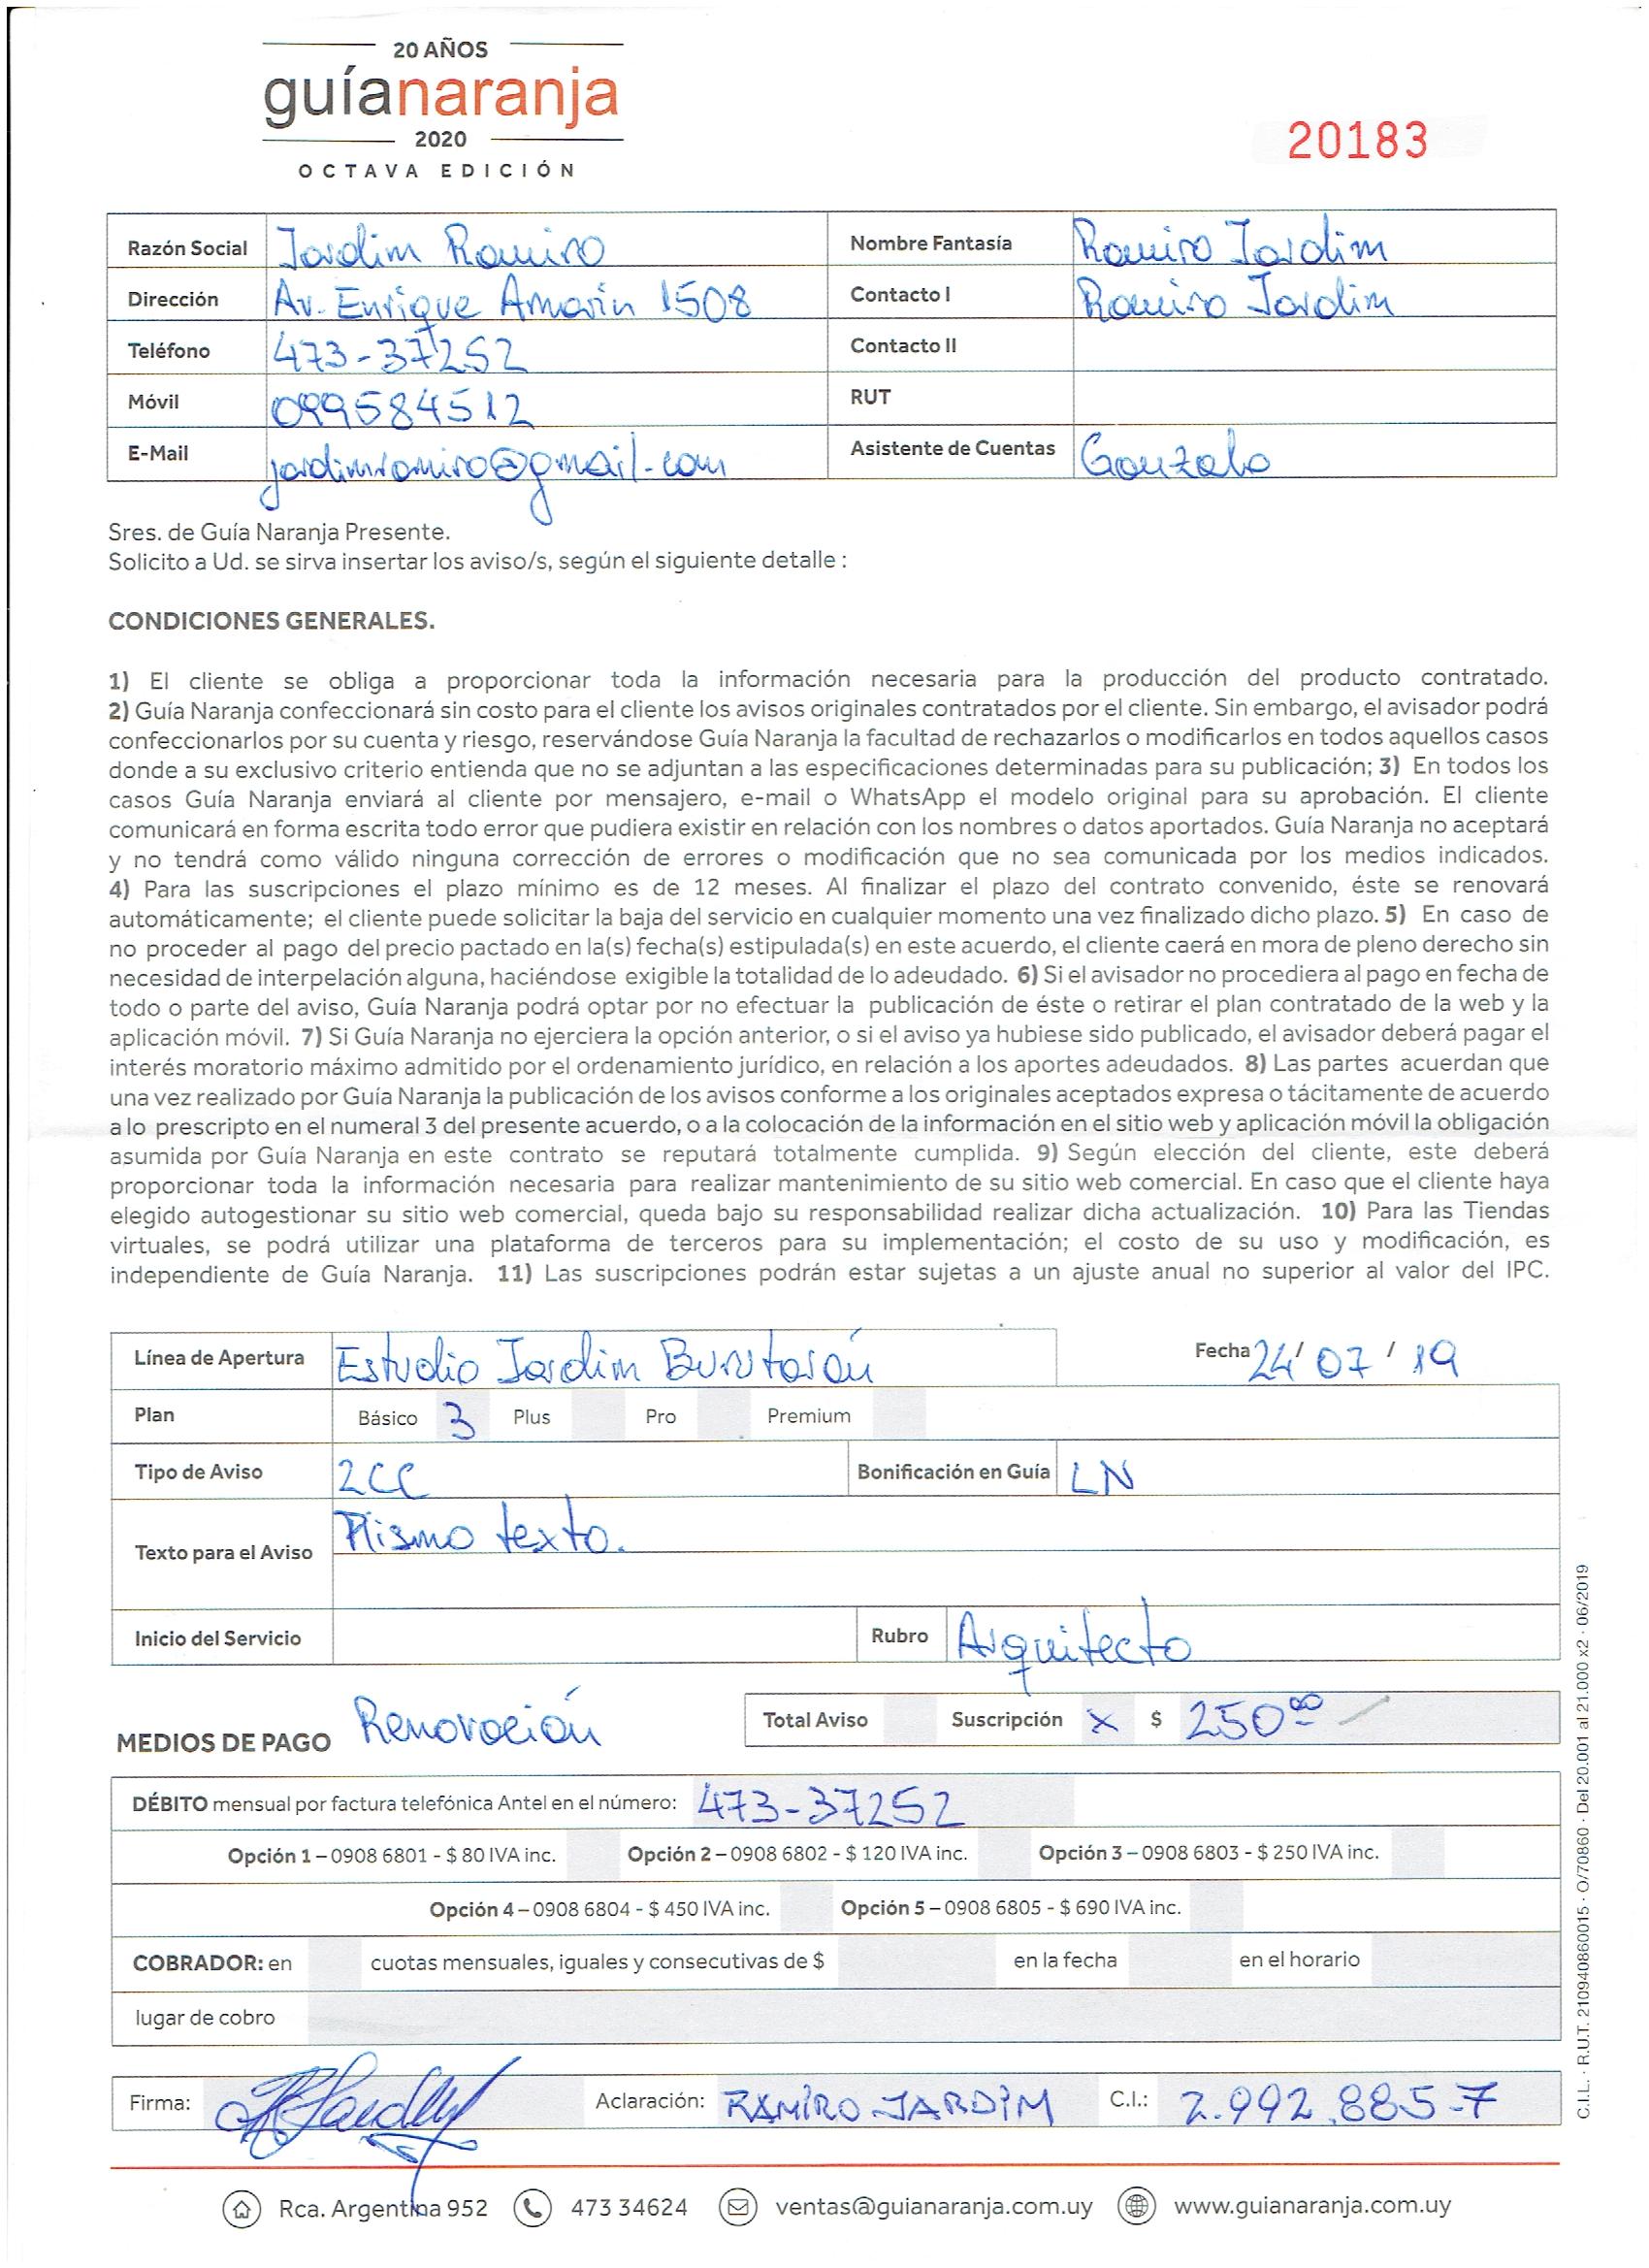 20 AÑOS
guíanaranja
2020
OCTAVA EDICIÓN
20183
Razón Social Jardim Ramiro Nombre Fantasía Ramiro Jardim
Dirección Av. Enrique Amorin 1508 Contacto I Ramiro Jardim
Teléfono 473-37252 Contacto II
Móvil 099584512 RUT
E-Mail jardimramiro@gmail.com Asistente de Cuentas Gonzalo
Sres. de Guía Naranja Presente.
Solicito a Ud. se sirva insertar los aviso/s, según el siguiente detalle :
CONDICIONES GENERALES.
1) El cliente se obliga a proporcionar toda la información necesaria para la producción del producto contratado.
2) Guía Naranja confeccionará sin costo para el cliente los avisos originales contratados por el cliente. Sin embargo, el avisador podrá
confeccionarlos por su cuenta y riesgo, reservándose Guía Naranja la facultad de rechazarlos o modificarlos en todos aquellos casos
donde a su exclusivo criterio entienda que no se adjuntan a las especificaciones determinadas para su publicación; 3) En todos los
casos Guía Naranja enviará al cliente por mensajero, e-mail o WhatsApp el modelo original para su aprobación. El cliente
comunicará en forma escrita todo error que pudiera existir en relación con los nombres o datos aportados. Guía Naranja no aceptará
y no tendrá como válido ninguna corrección de errores o modificación que no sea comunicada por los medios indicados.
4) Para las suscripciones el plazo mínimo es de 12 meses. Al finalizar el plazo del contrato convenido, éste se renovará
automáticamente; el cliente puede solicitar la baja del servicio en cualquier momento una vez finalizado dicho plazo. 5) En caso de
no proceder al pago del precio pactado en la(s) fecha(s) estipulada(s) en este acuerdo, el cliente caerá en mora de pleno derecho sin
necesidad de interpelación alguna, haciéndose exigible la totalidad de lo adeudado. 6) Si el avisador no procediera al pago en fecha de
todo o parte del aviso, Guía Naranja podrá optar por no efectuar la publicación de éste o retirar el plan contratado de la web y la
aplicación móvil. 7) Si Guía Naranja no ejerciera la opción anterior, o si el aviso ya hubiese sido publicado, el avisador deberá pagar el
interés moratorio máximo admitido por el ordenamiento jurídico, en relación a los aportes adeudados. 8) Las partes acuerdan que
una vez realizado por Guía Naranja la publicación de los avisos conforme a los originales aceptados expresa o tácitamente de acuerdo
a lo prescripto en el numeral 3 del presente acuerdo, o a la colocación de la información en el sitio web y aplicación móvil la obligación
asumida por Guía Naranja en este contrato se reputará totalmente cumplida. 9) Según elección del cliente, este deberá
proporcionar toda la información necesaria para realizar mantenimiento de su sitio web comercial. En caso que el cliente haya
elegido autogestionar su sitio web comercial, queda bajo su responsabilidad realizar dicha actualización. 10) Para las Tiendas
virtuales, se podrá utilizar una plataforma de terceros para su implementación; el costo de su uso y modificación, es
independiente de Guía Naranja. 11) Las suscripciones podrán estar sujetas a un ajuste anual no superior al valor del IPC.
Línea de Apertura Estudio Jardim Burutarán Fecha 24/ 07 / 19
Plan Básico 3 Plus Pro Premium
Tipo de Aviso 2CC Bonificación en Guía LN
Texto para el Aviso Mismo texto.
Inicio del Servicio Rubro Arquitecto
MEDIOS DE PAGO Renovación Total Aviso Suscripción x $ 250 00
DÉBITO mensual por factura telefónica Antel en el número: 473-37252
Opción 1 – 0908 6801 - $ 80 IVA inc. Opción 2 – 0908 6802 - $ 120 IVA inc. Opción 3 – 0908 6803 - $ 250 IVA inc.
Opción 4 – 0908 6804 - $ 450 IVA inc. Opción 5 – 0908 6805 - $ 690 IVA inc.
COBRADOR: en cuotas mensuales, iguales y consecutivas de $ en la fecha en el horario
lugar de cobro
Firma: Aclaración: RAMIRO JARDIM C.I.: 2.992.885-7
Rca. Argentina 952 473 34624 ventas@guianaranja.com.uy www.guianaranja.com.uy
C.I.L. · R.U.T. 210940860015 · O/70860 · Del 20.001 al 21.000 x2 · 06/2019